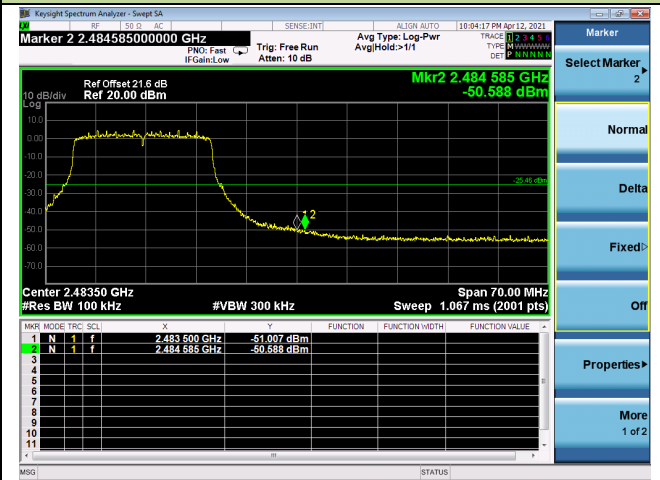 Keysight Spectrum Analyzer - Swept SA
RF 50 Ω AC SENSE:INT ALIGN AUTO 10:04:17 PM Apr 12, 2021
Marker 2 2.484585000000 GHz
PNO: Fast
IFGain:Low
Trig: Free Run
Atten: 10 dB
Avg Type: Log-Pwr
Avg|Hold:>1/1
TRACE 1 2 3 4 5 6
TYPE M WWWWW
DET P N N N N N
Ref Offset 21.6 dB
Ref 20.00 dBm
10 dB/div
Log
Mkr2 2.484 585 GHz
-50.588 dBm
10.0
0.00
-10.0
-20.0
-25.46 dBm
-30.0
-40.0
-50.0
-60.0
-70.0
2
Center 2.48350 GHz
#Res BW 100 kHz
#VBW 300 kHz
Span 70.00 MHz
Sweep 1.067 ms (2001 pts)
MKR MODE TRC SCL X Y FUNCTION FUNCTION WIDTH FUNCTION VALUE
1 N 1 f 2.483 500 GHz -51.007 dBm
2 N 1 f 2.484 585 GHz -50.588 dBm
3
4
5
6
7
8
9
10
11
MSG
STATUS
Marker
Select Marker
2
Normal
Delta
Fixed
Off
Properties
More
1 of 2